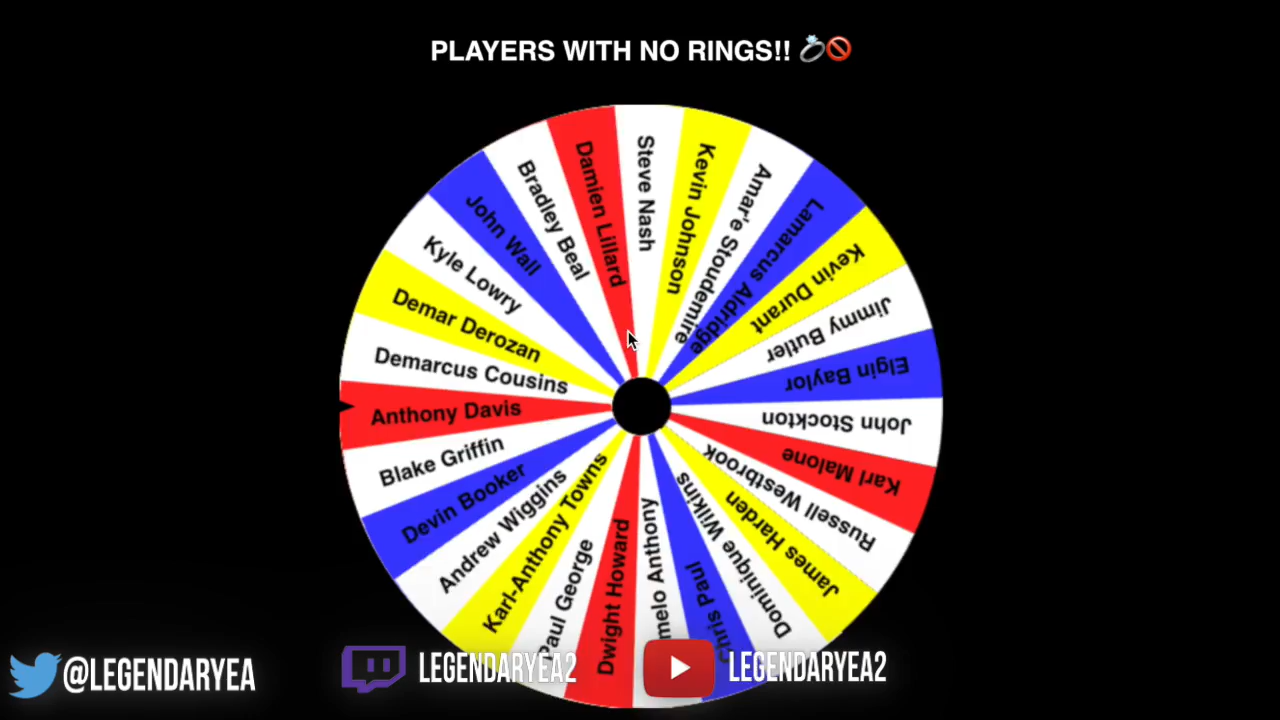 PLAYERS WITH NO RINGS!! 💍🚫
Steve Nash
Kevin Johnson
Amar'e Stoudemire
Lamarcus Aldridge
Kevin Durant
Jimmy Butler
Elgin Baylor
John Stockton
Karl Malone
Russell Westbrook
James Harden
Dominique Wilkins
Chris Paul
melo Anthony
Dwight Howard
Paul George
Karl-Anthony Towns
Andrew Wiggins
Devin Booker
Blake Griffin
Anthony Davis
Demarcus Cousins
Demar Derozan
Kyle Lowry
John Wall
Bradley Beal
Damien Lillard
@LEGENDARYEA
LEGENDARYEA2
LEGENDARYEA2